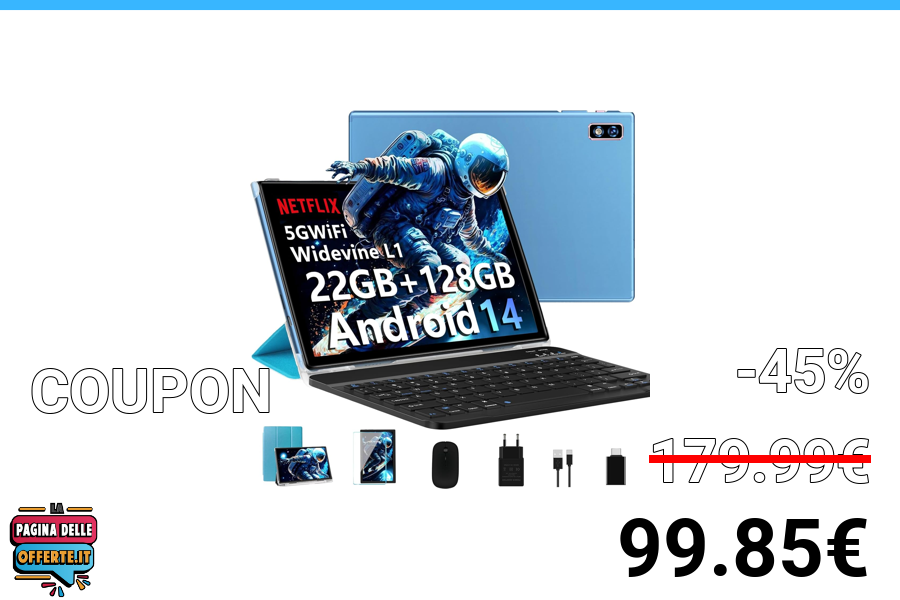 NETFLIX
5GWiFi
Widevine L1
22GB+128GB
Android14
COUPON
-45%
179.99€
99.85€
LA
PAGINA DELLE
OFFERTE.IT